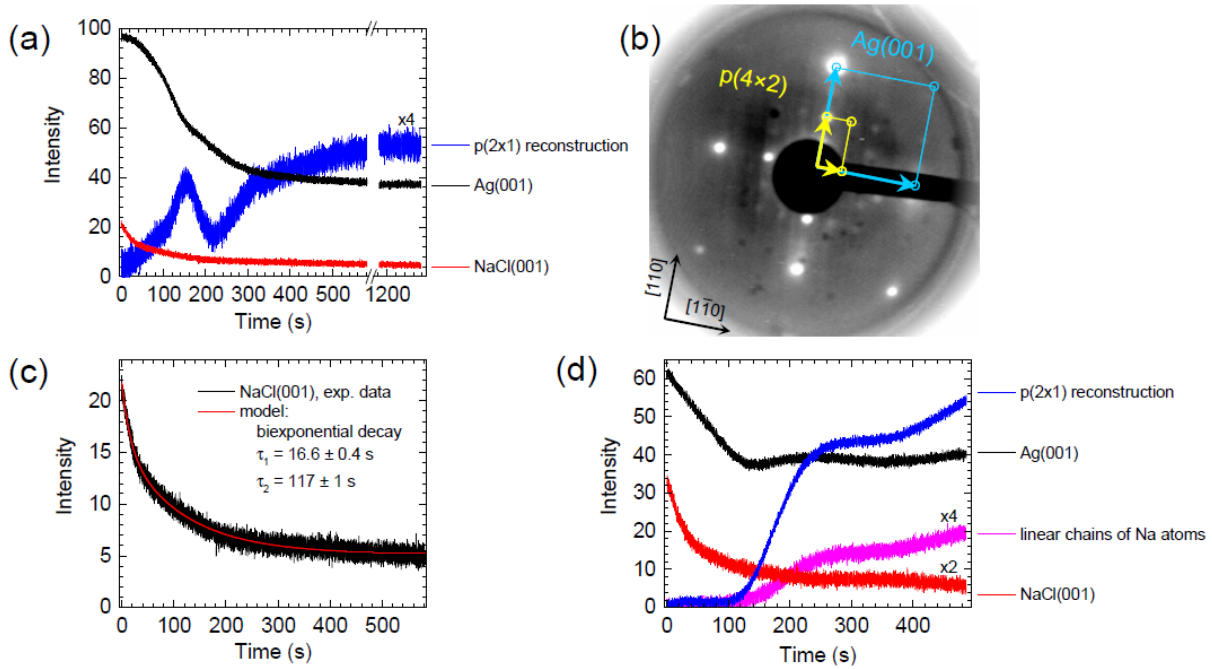 (a)
100
80
60
40
20
0
Intensity
0 100 200 300 400 500 1200
Time (s)
x4
p(2x1) reconstruction
Ag(001)
NaCl(001)
(b)
Ag(001)
p(4×2)
[110]
[11̄0]
(c)
20
15
10
5
0
Intensity
0 100 200 300 400 500
Time (s)
NaCl(001), exp. data
model:
biexponential decay
τ1 = 16.6 ± 0.4 s
τ2 = 117 ± 1 s
(d)
60
50
40
30
20
10
0
Intensity
0 100 200 300 400
Time (s)
x4
x2
p(2x1) reconstruction
Ag(001)
linear chains of Na atoms
NaCl(001)